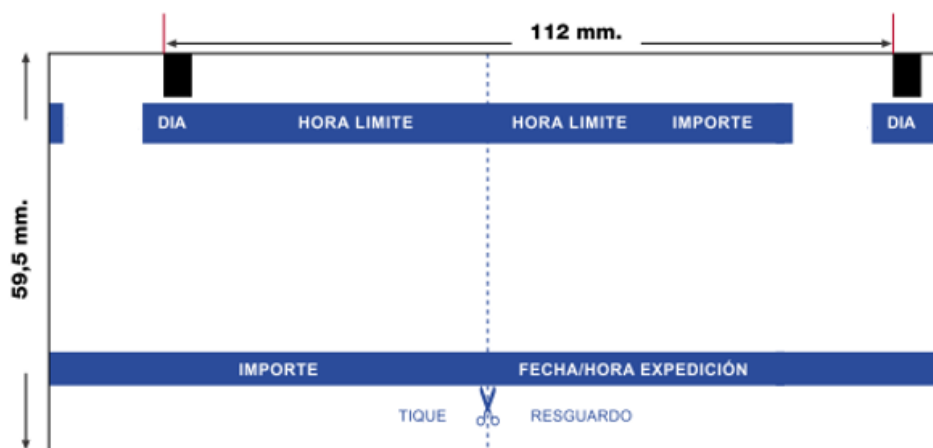 112 mm.
DIA HORA LIMITE HORA LIMITE IMPORTE DIA
59,5 mm.
IMPORTE FECHA/HORA EXPEDICIÓN
TIQUE RESGUARDO